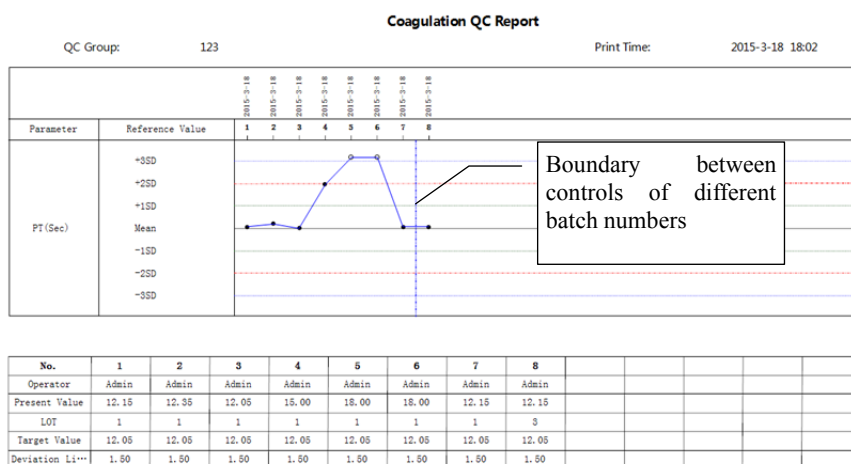 Coagulation QC Report
QC Group: 123 Print Time: 2015-3-18 18:02
2015-3-18 2015-3-18 2015-3-18 2015-3-18 2015-3-18 2015-3-18 2015-3-18 2015-3-18
Parameter Reference Value 1 2 3 4 5 6 7 8
+3SD
+2SD
+1SD
PT(Sec) Mean
-1SD
-2SD
-3SD
Boundary between
controls of different
batch numbers
No. 1 2 3 4 5 6 7 8
Operator Admin Admin Admin Admin Admin Admin Admin Admin
Present Value 12.15 12.35 12.05 15.00 18.00 18.00 12.15 12.15
LOT 1 1 1 1 1 1 1 3
Target Value 12.05 12.05 12.05 12.05 12.05 12.05 12.05 12.05
Deviation Li··· 1.50 1.50 1.50 1.50 1.50 1.50 1.50 1.50